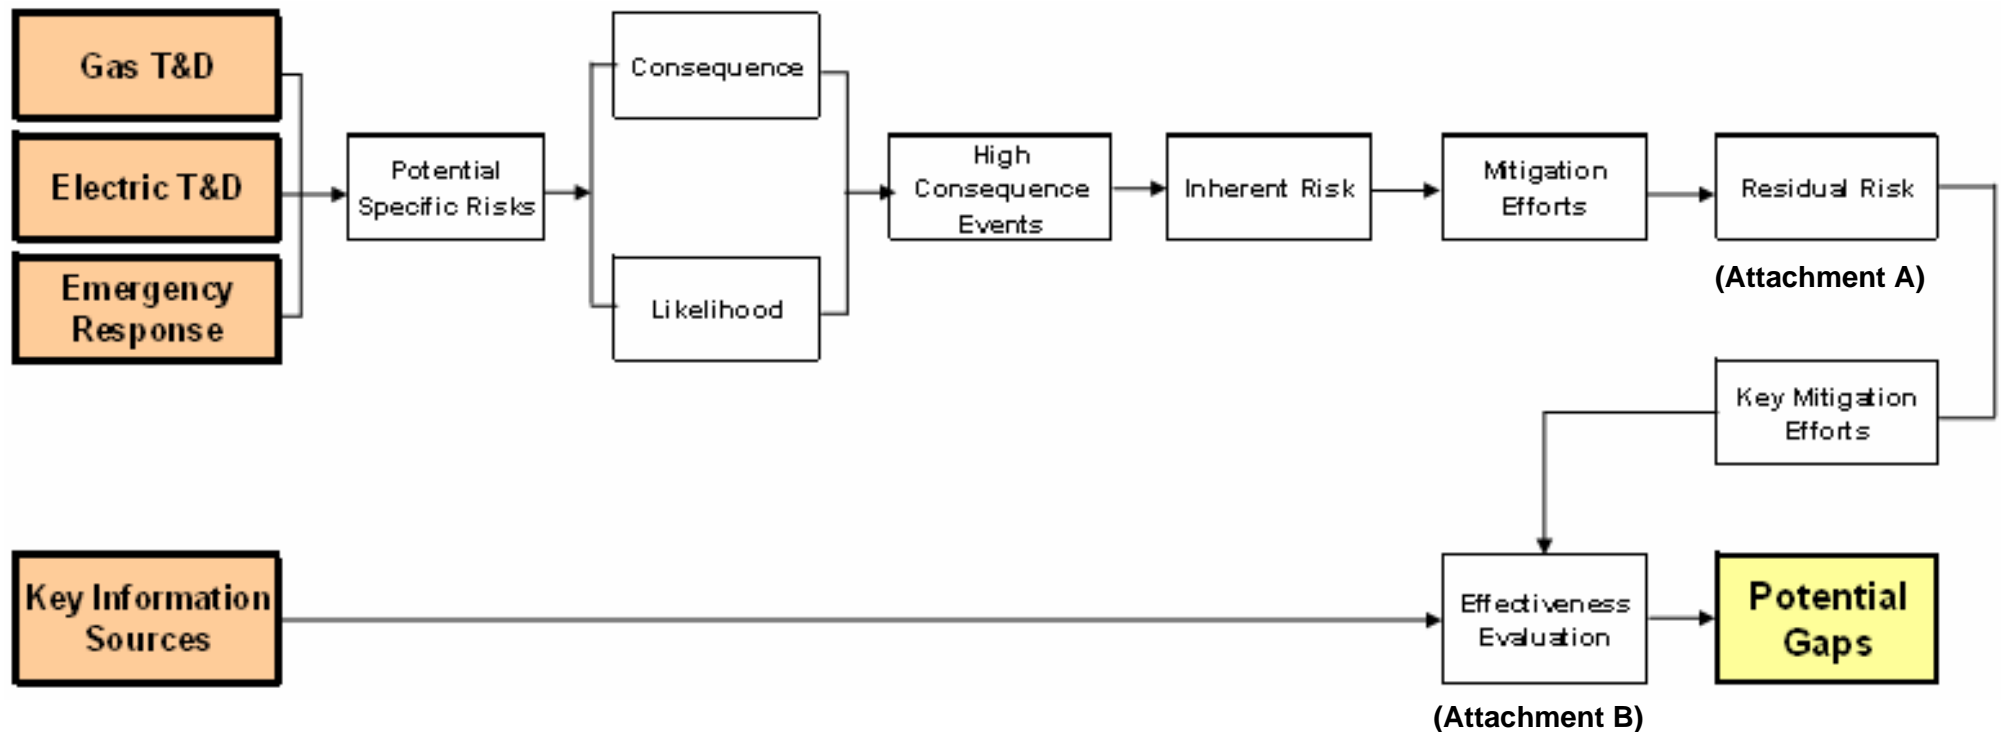 Gas T&D
Electric T&D
Emergency
Response
Potential
Specific Risks
Consequence
Likelihood
High
Consequence
Events
Inherent Risk
Mitigation
Efforts
Residual Risk
(Attachment A)
Key Mitigation
Efforts
Key Information
Sources
Effectiveness
Evaluation
(Attachment B)
Potential
Gaps